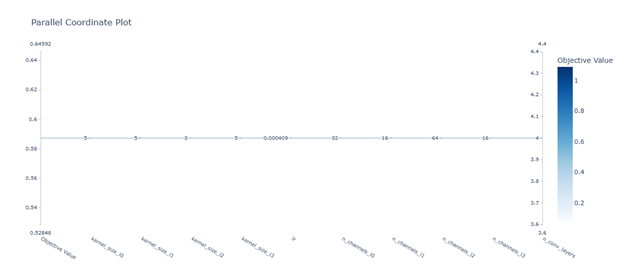 Parallel Coordinate Plot
0.64592
4.4
Objective Value
0.64
4.4
1
4.3
0.62
4.2
0.8
0.6
4.1
0.6
5
5
3
5
0.000409
32
16
64
16
4
0.58
3.9
0.4
0.56
3.8
3.7
0.2
0.54
3.6
0.52848
3.6
Objective Value
kernel_size_l0
kernel_size_l1
kernel_size_l2
kernel_size_l3
lr
n_channels_l0
n_channels_l1
n_channels_l2
n_channels_l3
n_conv_layers